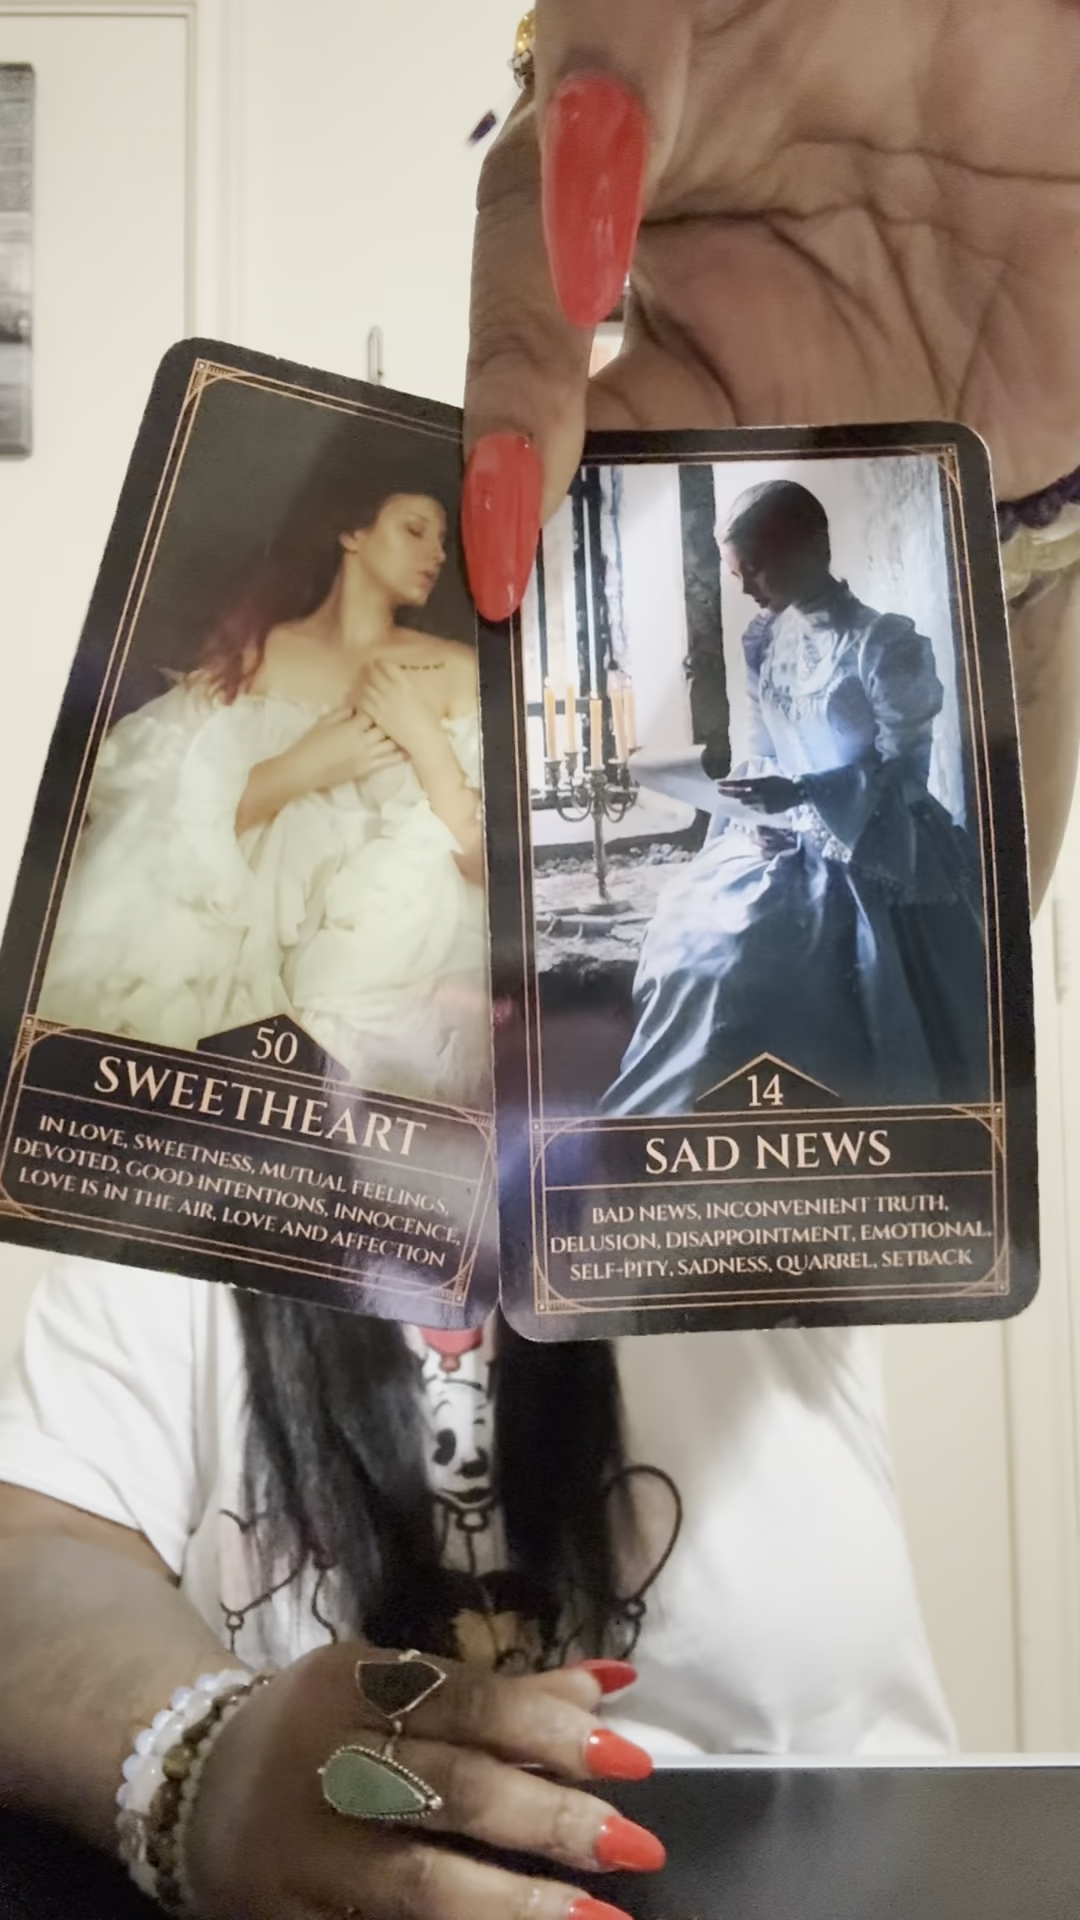 50
SWEETHEART
IN LOVE, SWEETNESS, MUTUAL FEELINGS,
DEVOTED, GOOD INTENTIONS, INNOCENCE,
LOVE IS IN THE AIR, LOVE AND AFFECTION
14
SAD NEWS
BAD NEWS, INCONVENIENT TRUTH,
DELUSION, DISAPPOINTMENT, EMOTIONAL,
SELF-PITY, SADNESS, QUARREL, SETBACK